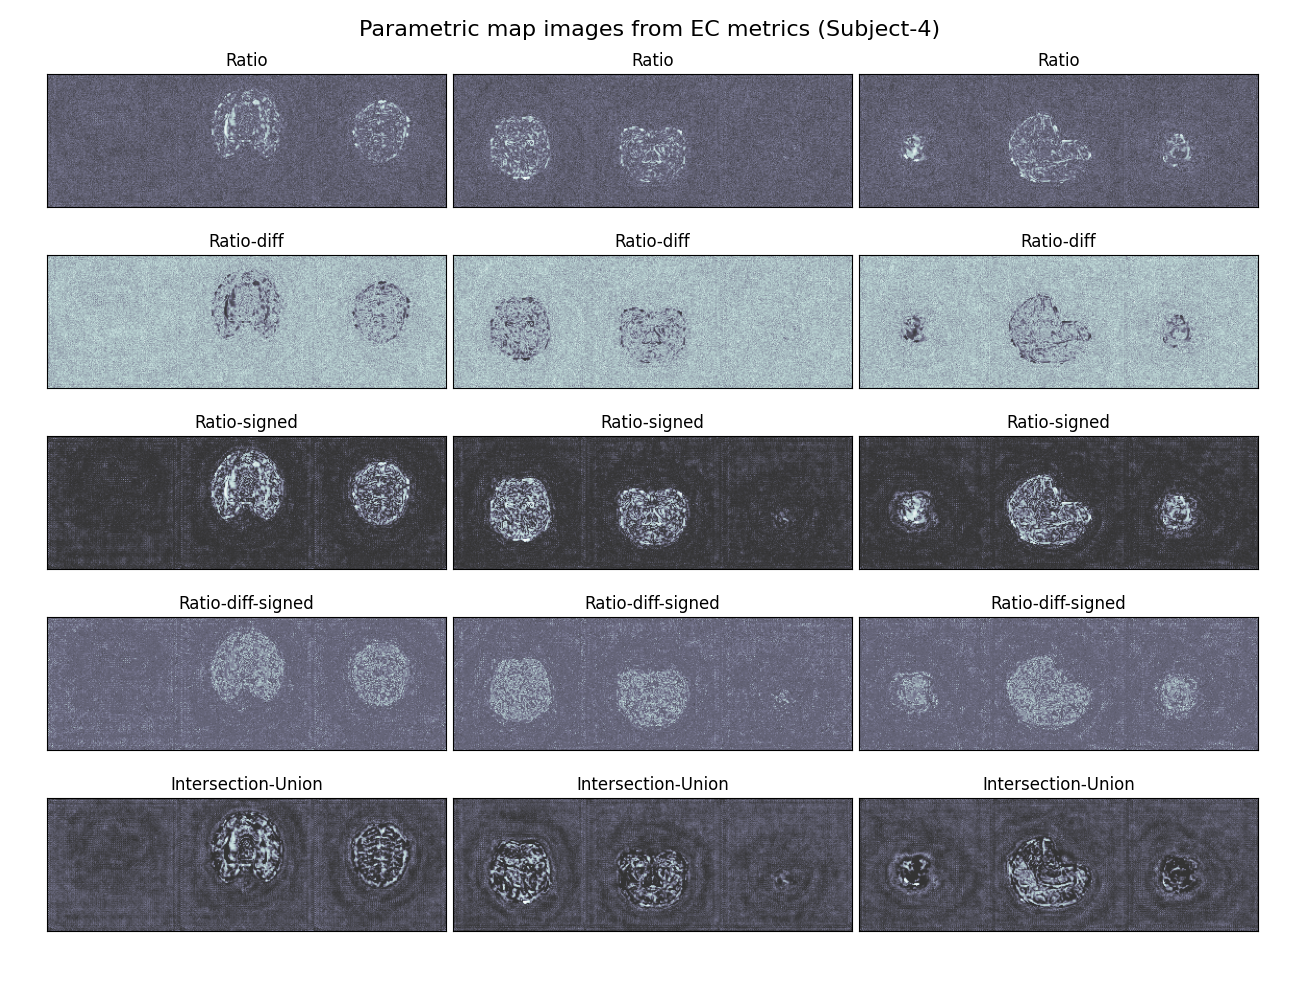 Parametric map images from EC metrics (Subject-4)
Ratio
Ratio
Ratio
Ratio-diff
Ratio-diff
Ratio-diff
Ratio-signed
Ratio-signed
Ratio-signed
Ratio-diff-signed
Ratio-diff-signed
Ratio-diff-signed
Intersection-Union
Intersection-Union
Intersection-Union